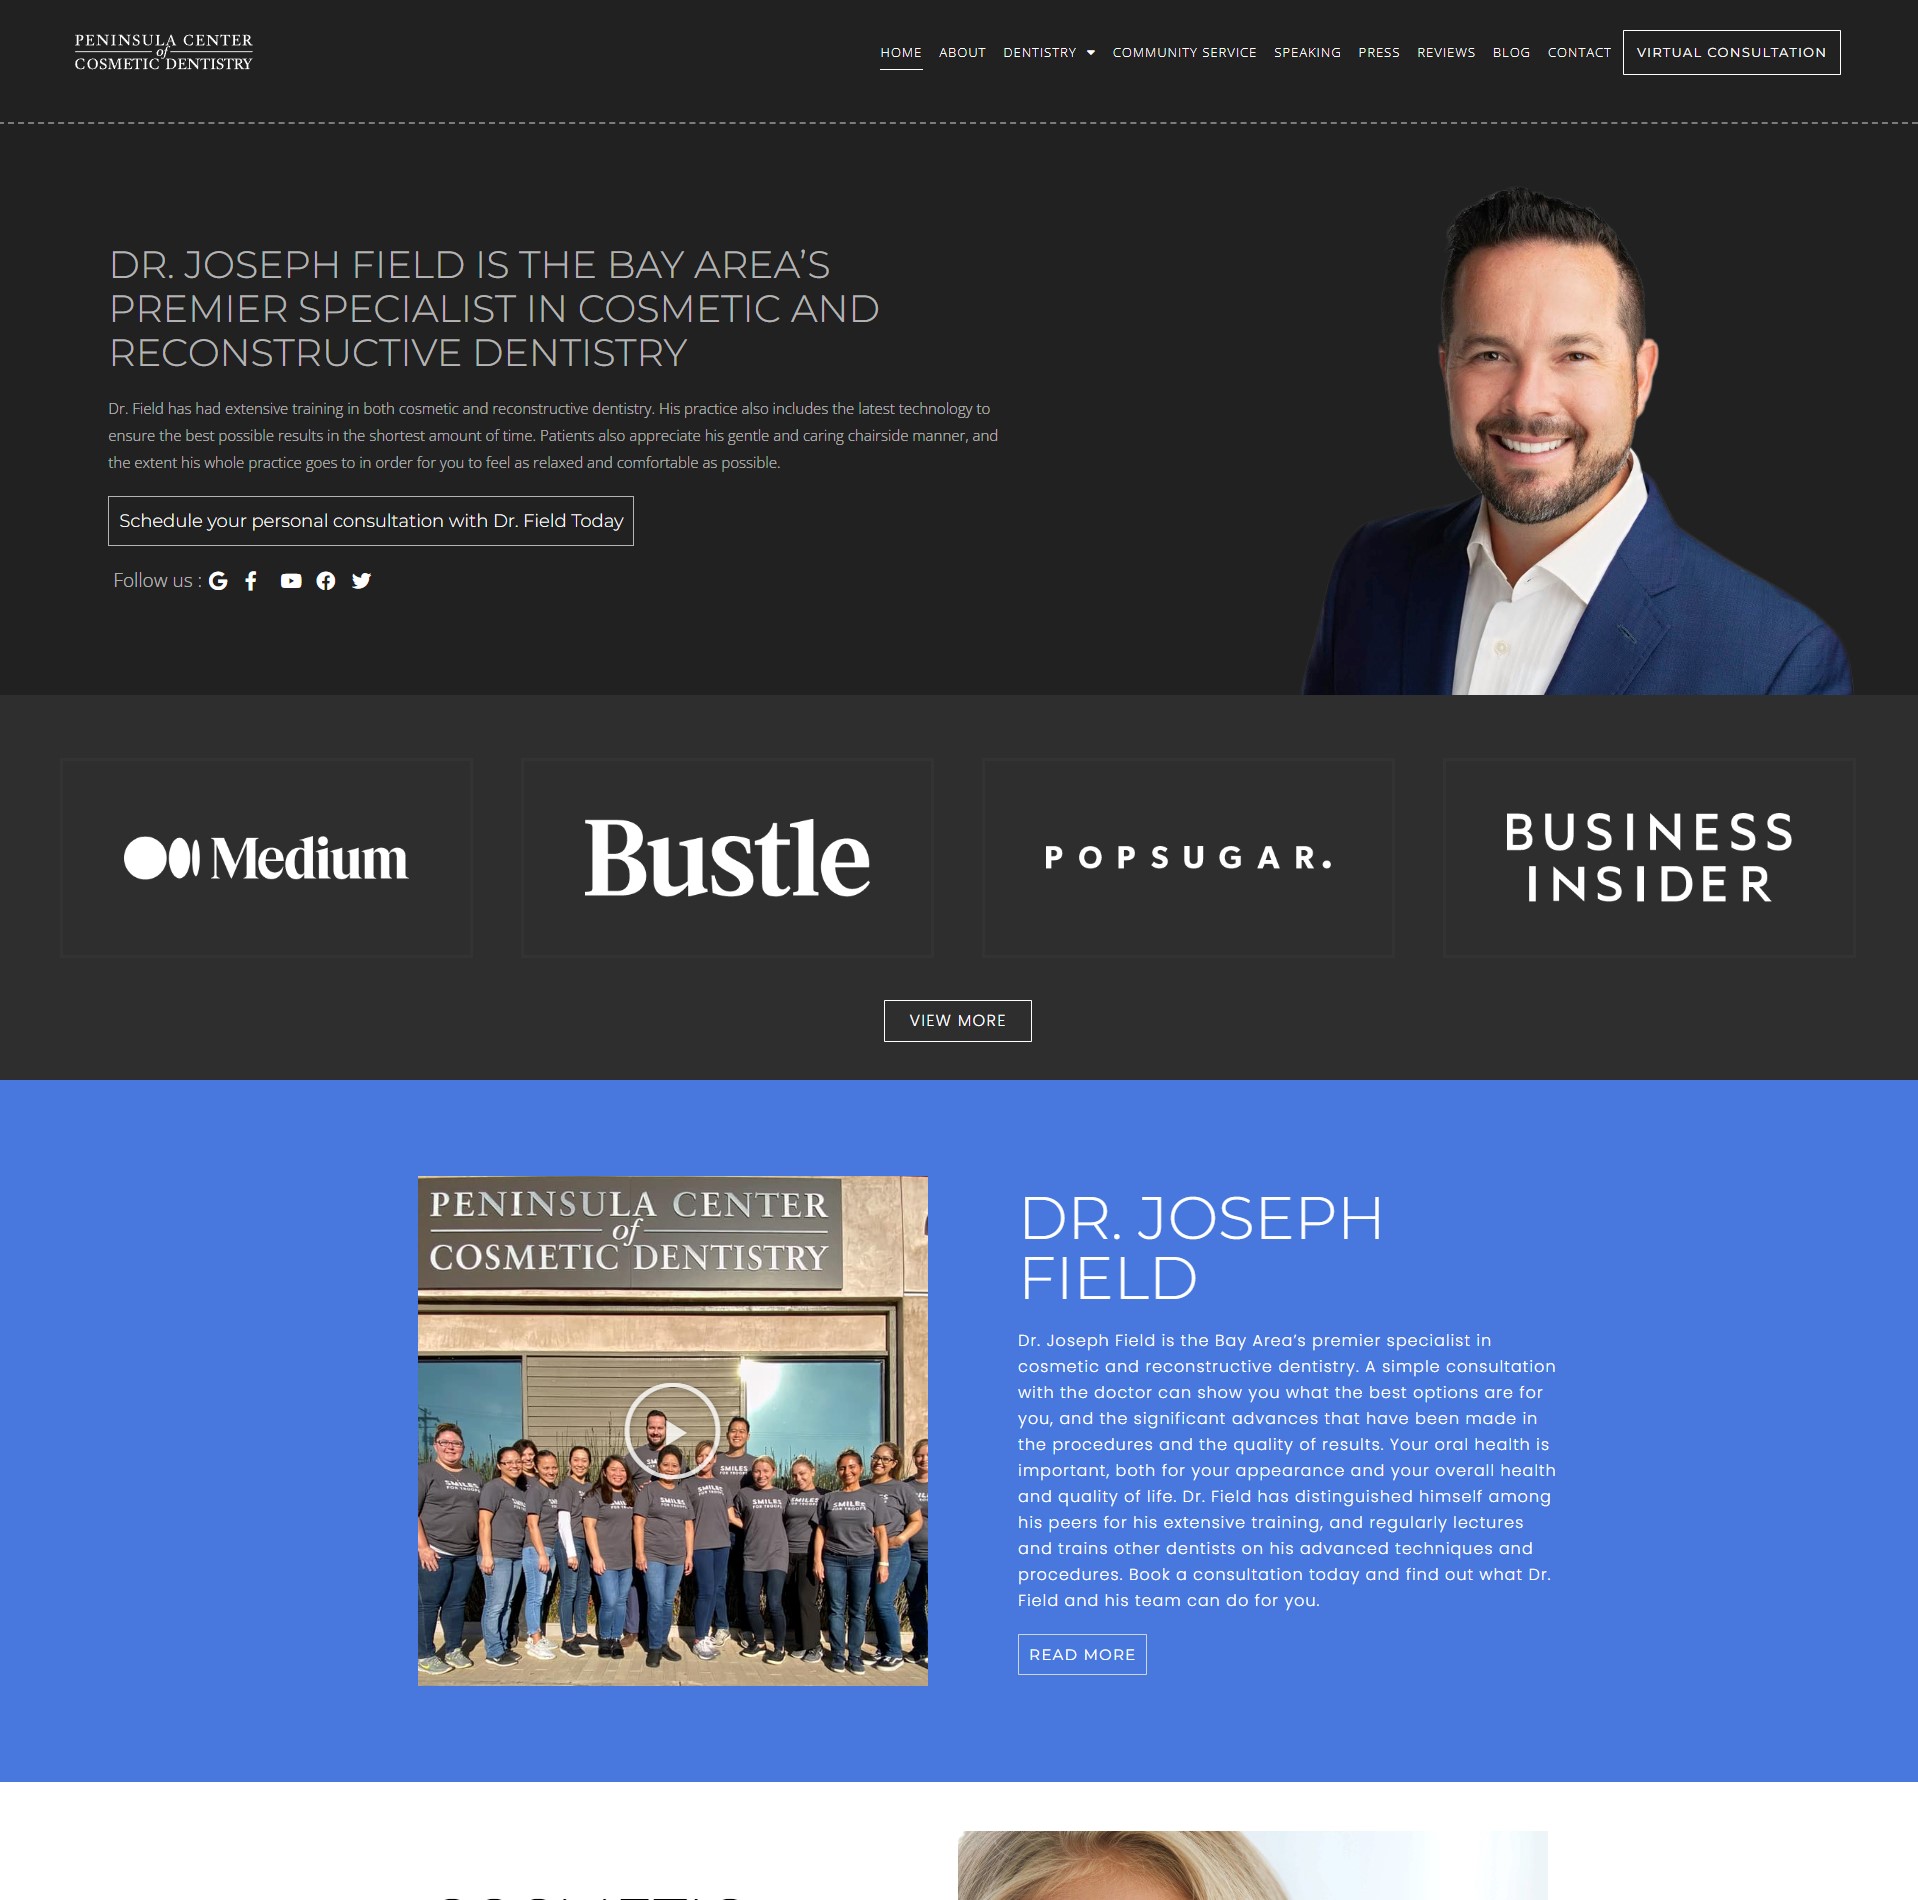 PENINSULA CENTER
of
COSMETIC DENTISTRY
HOME ABOUT DENTISTRY COMMUNITY SERVICE SPEAKING PRESS REVIEWS BLOG CONTACT VIRTUAL CONSULTATION
DR. JOSEPH FIELD IS THE BAY AREA’S
PREMIER SPECIALIST IN COSMETIC AND
RECONSTRUCTIVE DENTISTRY
Dr. Field has had extensive training in both cosmetic and reconstructive dentistry. His practice also includes the latest technology to
ensure the best possible results in the shortest amount of time. Patients also appreciate his gentle and caring chairside manner, and
the extent his whole practice goes to in order for you to feel as relaxed and comfortable as possible.
Schedule your personal consultation with Dr. Field Today
Follow us :
Medium
Bustle
POPSUGAR.
BUSINESS
INSIDER
VIEW MORE
PENINSULA CENTER
of
COSMETIC DENTISTRY
SMILES
FOR TROOPS
DR. JOSEPH
FIELD
Dr. Joseph Field is the Bay Area’s premier specialist in
cosmetic and reconstructive dentistry. A simple consultation
with the doctor can show you what the best options are for
you, and the significant advances that have been made in
the procedures and the quality of results. Your oral health is
important, both for your appearance and your overall health
and quality of life. Dr. Field has distinguished himself among
his peers for his extensive training, and regularly lectures
and trains other dentists on his advanced techniques and
procedures. Book a consultation today and find out what Dr.
Field and his team can do for you.
READ MORE